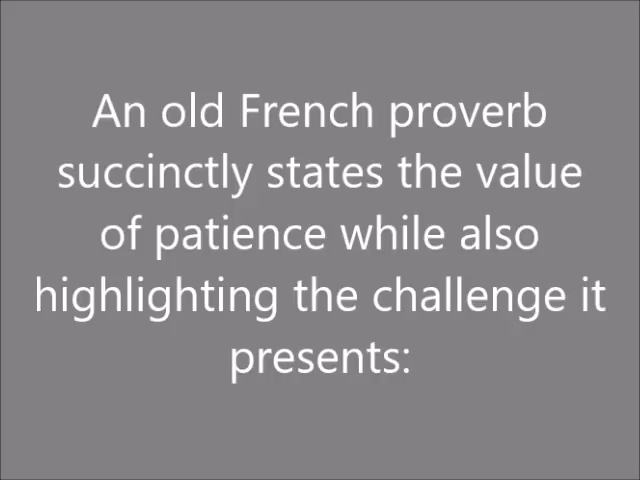 An old French proverb
succinctly states the value
of patience while also
highlighting the challenge it
presents: